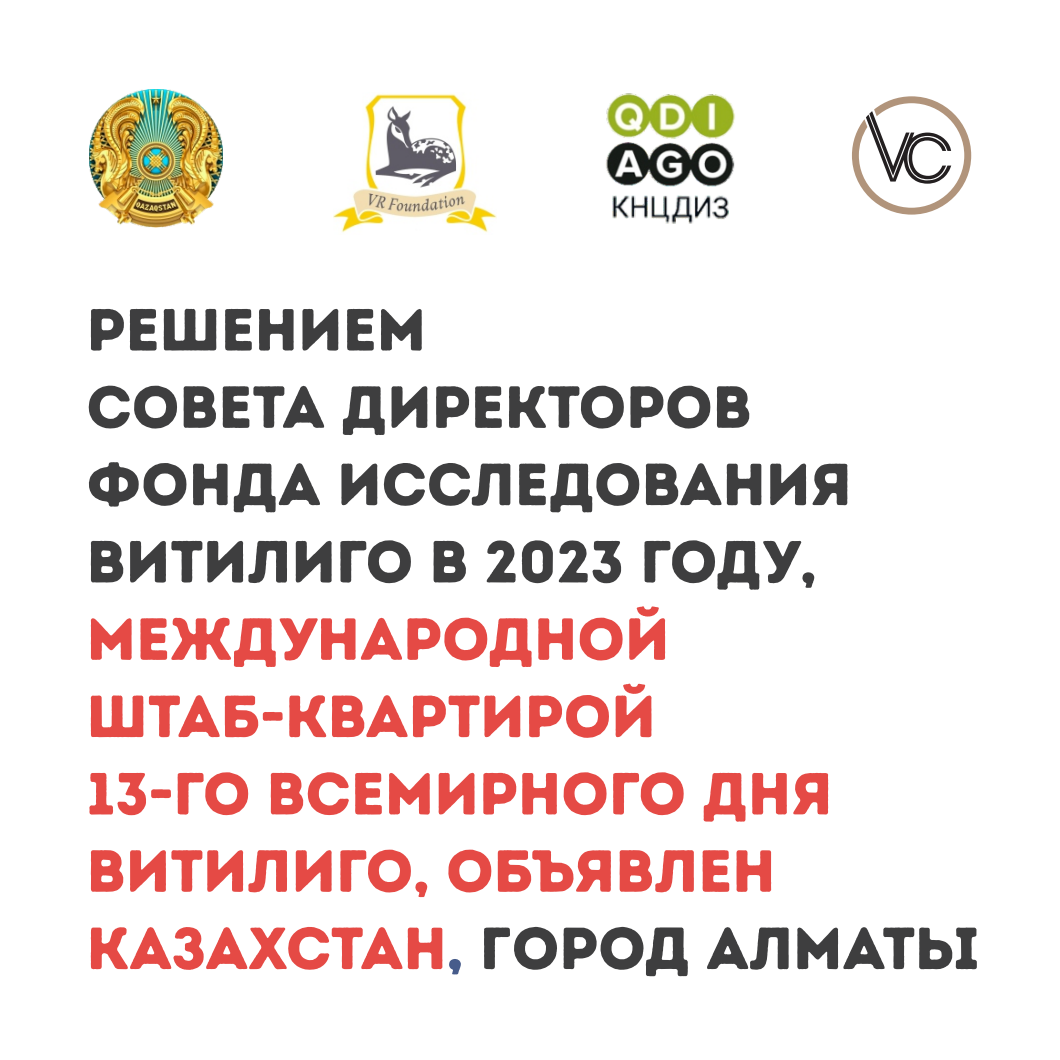 QAZAQSTAN
VR Foundation
QDI
AGO
КНЦДИЗ
VC
РЕШЕНИЕМ
СОВЕТА ДИРЕКТОРОВ
ФОНДА ИССЛЕДОВАНИЯ
ВИТИЛИГО В 2023 ГОДУ,
МЕЖДУНАРОДНОЙ
ШТАБ-КВАРТИРОЙ
13-ГО ВСЕМИРНОГО ДНЯ
ВИТИЛИГО, ОБЪЯВЛЕН
КАЗАХСТАН, ГОРОД АЛМАТЫ